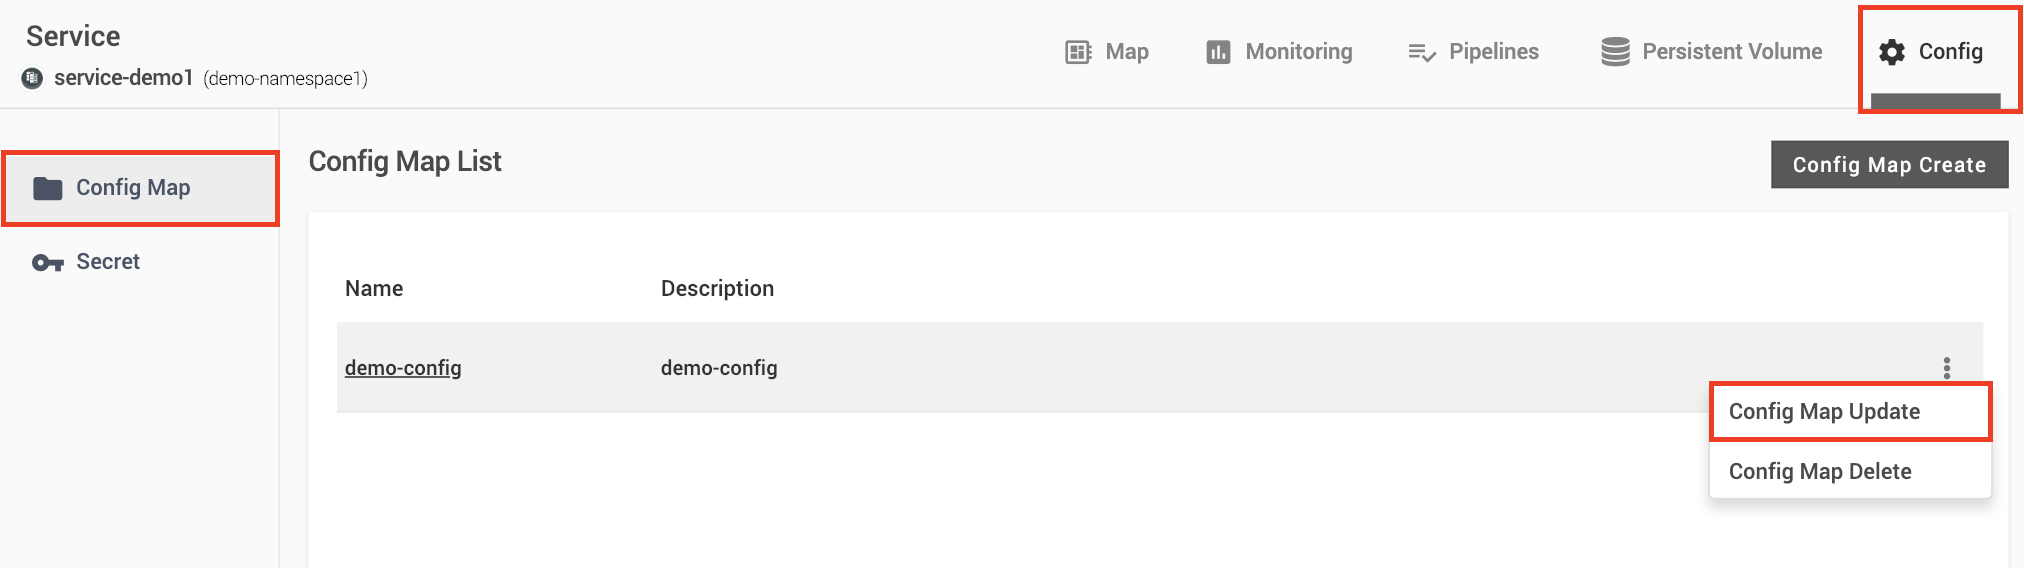 Service
service-demo1 (demo-namespace1)
Map
Monitoring
Pipelines
Persistent Volume
Config
Config Map
Secret
Config Map List
Config Map Create
Name Description
demo-config demo-config
Config Map Update
Config Map Delete